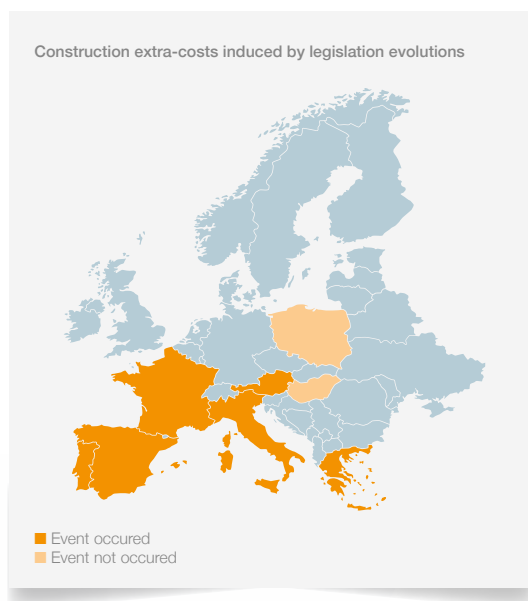 Construction extra-costs induced by legislation evolutions
Event occured
Event not occured